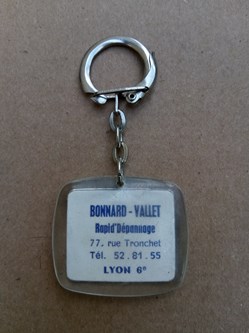 BONNARD - VALLET
Rapid'Dépannage
77, rue Tronchet
Tél. 52.81.55
LYON 6e